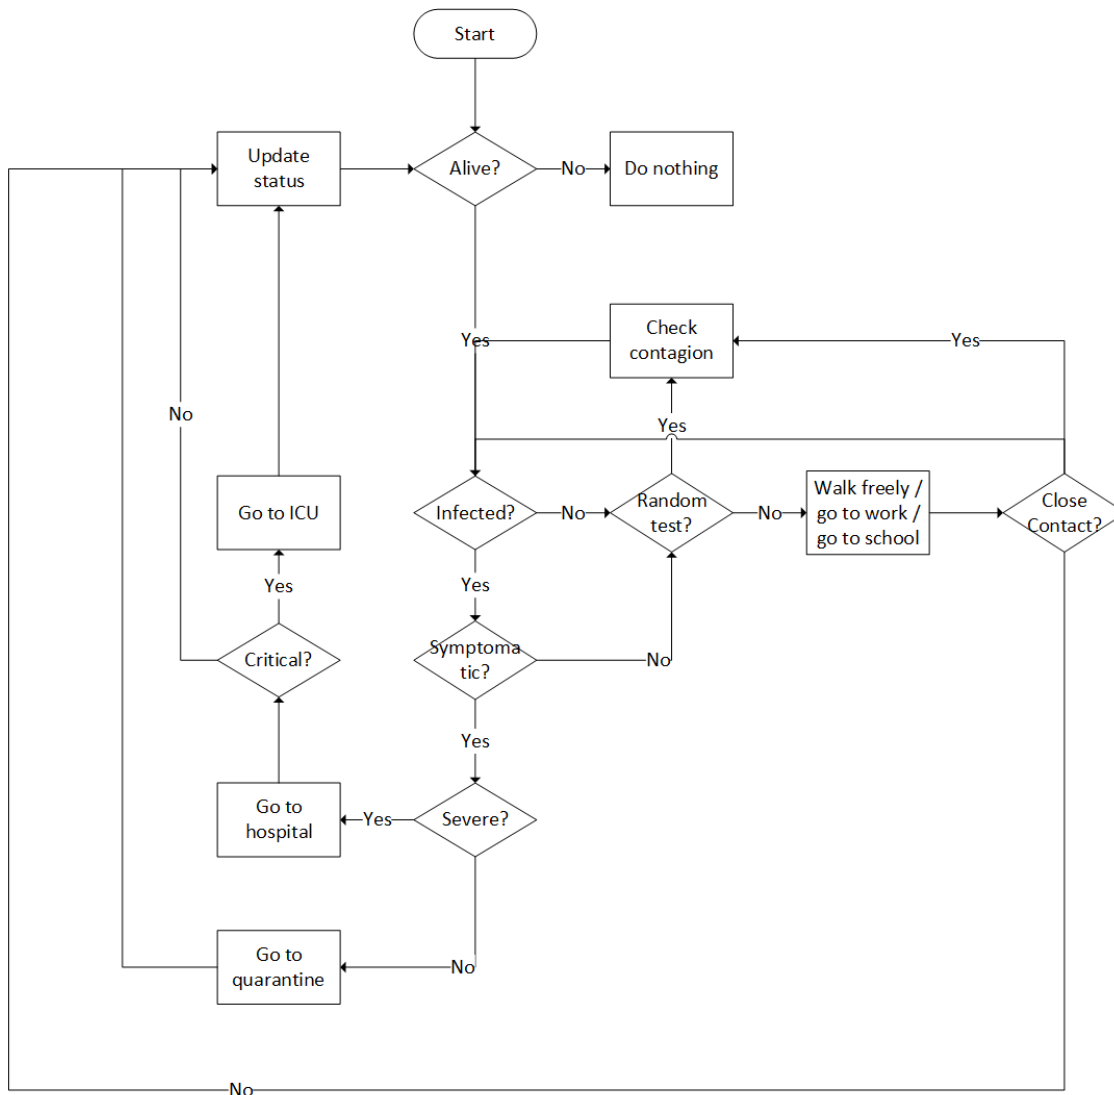 Start
Update
status
Alive?
No
Do nothing
Check
contagion
Yes
Yes
No
Yes
Go to ICU
Infected?
No
Random
test?
No
Walk freely /
go to work /
go to school
Close
Contact?
Yes
Yes
Critical?
Symptoma
tic?
No
Yes
Go to
hospital
Yes
Severe?
Go to
quarantine
No
No